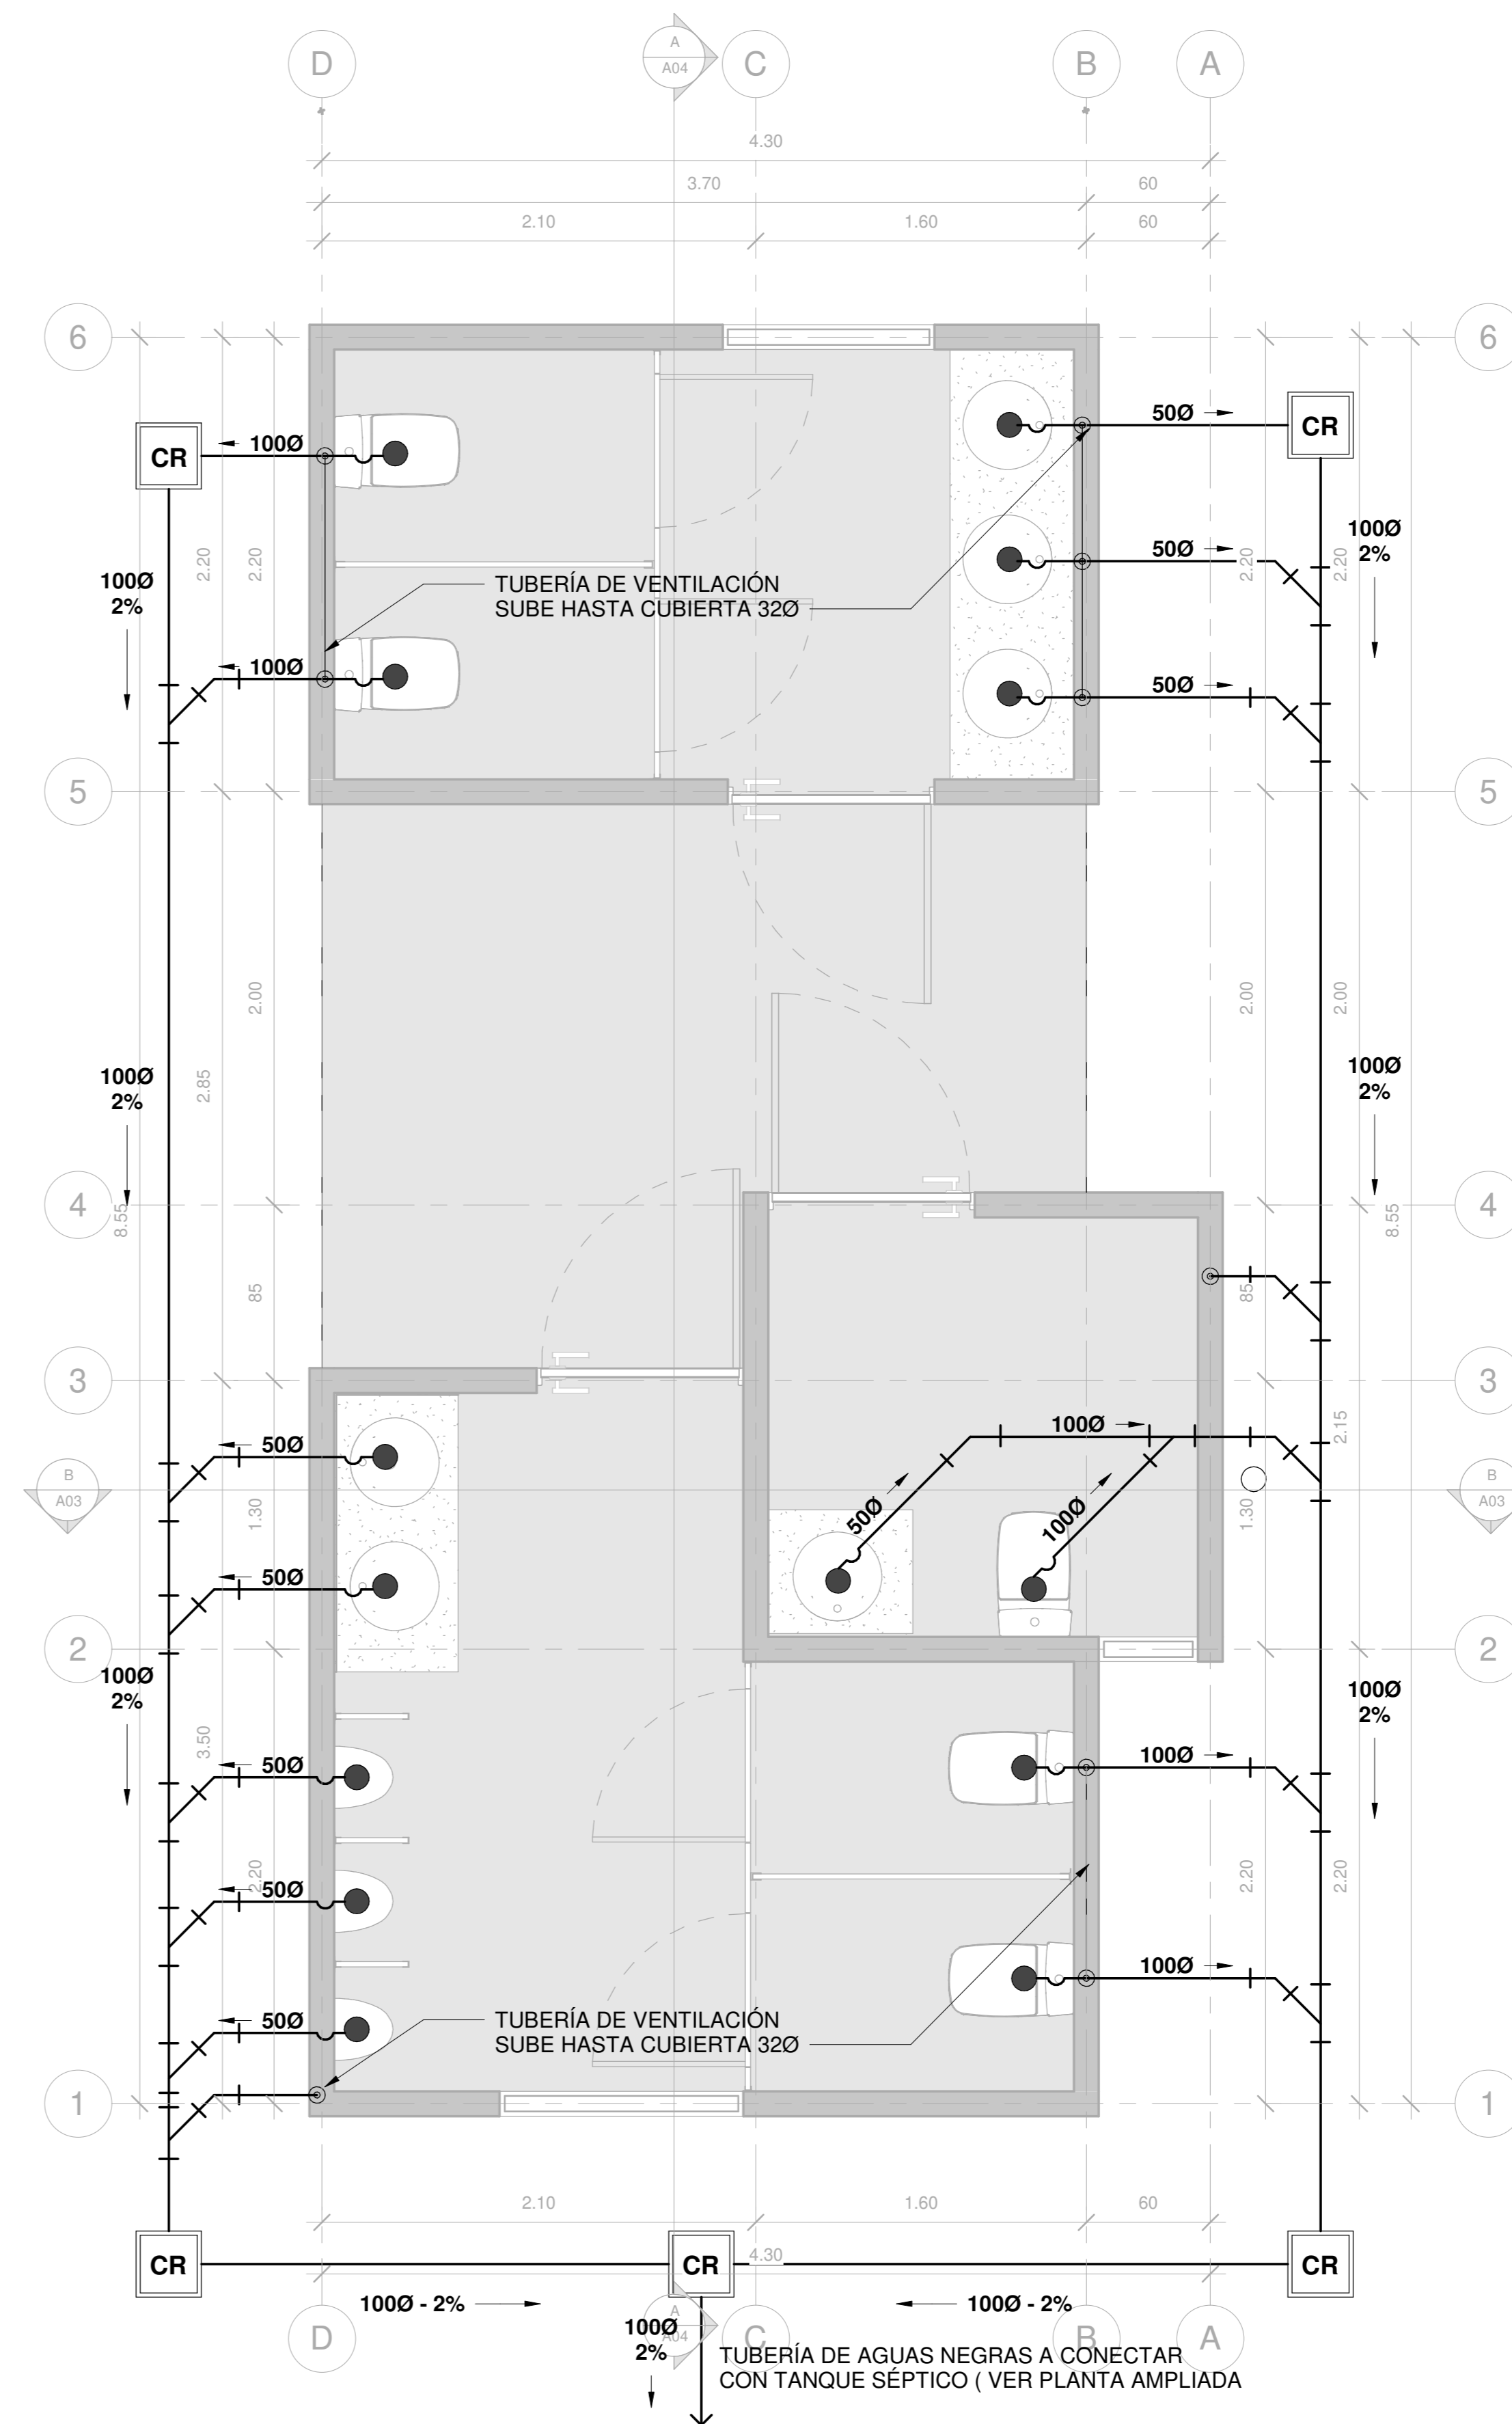 D
A
A04
C
B
A
4.30
3.70
60
2.10
1.60
60
6
6
CR
100Ø
50Ø
CR
100Ø
2%
2.20
2.20
TUBERÍA DE VENTILACIÓN
SUBE HASTA CUBIERTA 32Ø
50Ø
2.20
2.20
100Ø
2%
100Ø
50Ø
5
5
2.00
2.00
2.00
100Ø
2%
2.85
100Ø
2%
4
8.55
8.55
4
85
85
3
3
50Ø
100Ø
2.15
B
A03
1.30
50Ø
100Ø
1.30
B
A03
50Ø
2
2
100Ø
2%
3.50
100Ø
2%
50Ø
100Ø
50Ø
2.20
2.20
2.20
100Ø
50Ø
TUBERÍA DE VENTILACIÓN
SUBE HASTA CUBIERTA 32Ø
1
1
2.10
1.60
60
CR
CR
4.30
CR
100Ø - 2%
100Ø - 2%
D
100Ø
2%
A
A04
C
B
A
TUBERÍA DE AGUAS NEGRAS A CONECTAR
CON TANQUE SÉPTICO ( VER PLANTA AMPLIADA